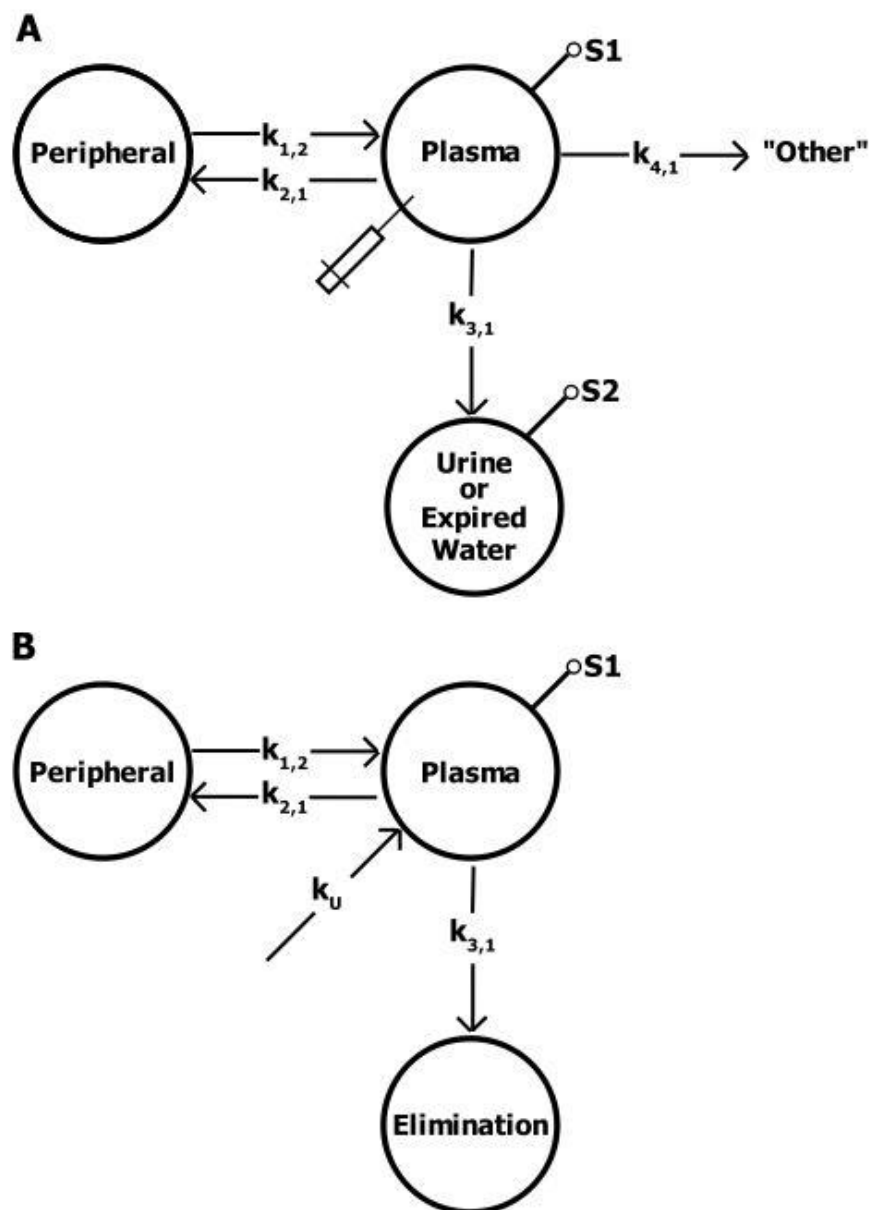 A
S1
Peripheral
k1,2
k2,1
Plasma
k4,1
"Other"
k3,1
S2
Urine
or
Expired
Water
B
S1
Peripheral
k1,2
k2,1
Plasma
kU
k3,1
Elimination